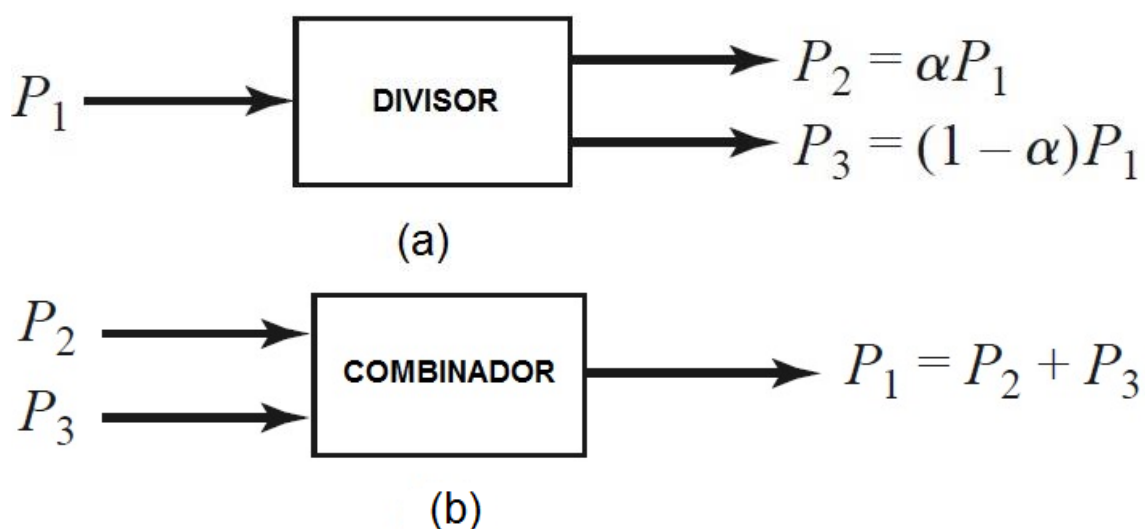 P₁
DIVISOR
P₂ = αP₁
P₃ = (1 – α)P₁
(a)
P₂
P₃
COMBINADOR
P₁ = P₂ + P₃
(b)